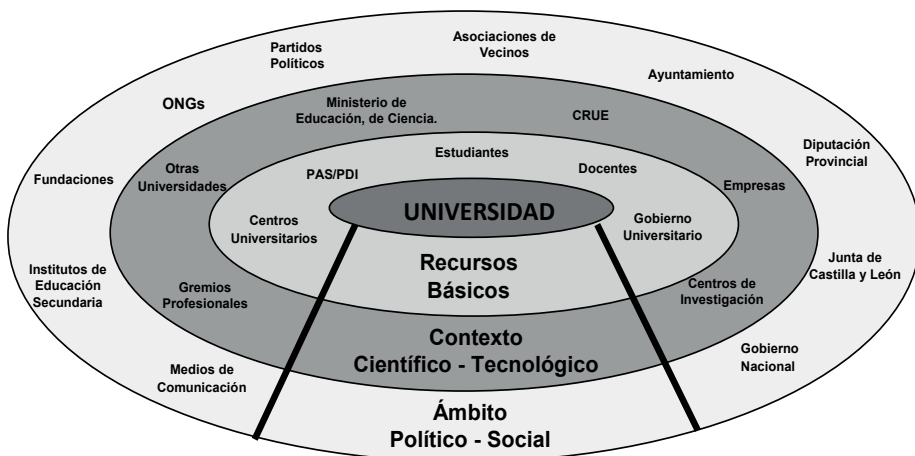 Asociaciones de
Vecinos
Partidos
Políticos
Ayuntamiento
ONGs
Ministerio de
Educación, de Ciencia.
CRUE
Diputación
Provincial
Estudiantes
Otras
Universidades
Docentes
Fundaciones
PAS/PDI
Empresas
UNIVERSIDAD
Centros
Universitarios
Gobierno
Universitario
Recursos
Básicos
Institutos de
Educación
Secundaria
Gremios
Profesionales
Centros de
Investigación
Junta de
Castilla y León
Contexto
Científico - Tecnológico
Gobierno
Nacional
Medios de
Comunicación
Ámbito
Político - Social